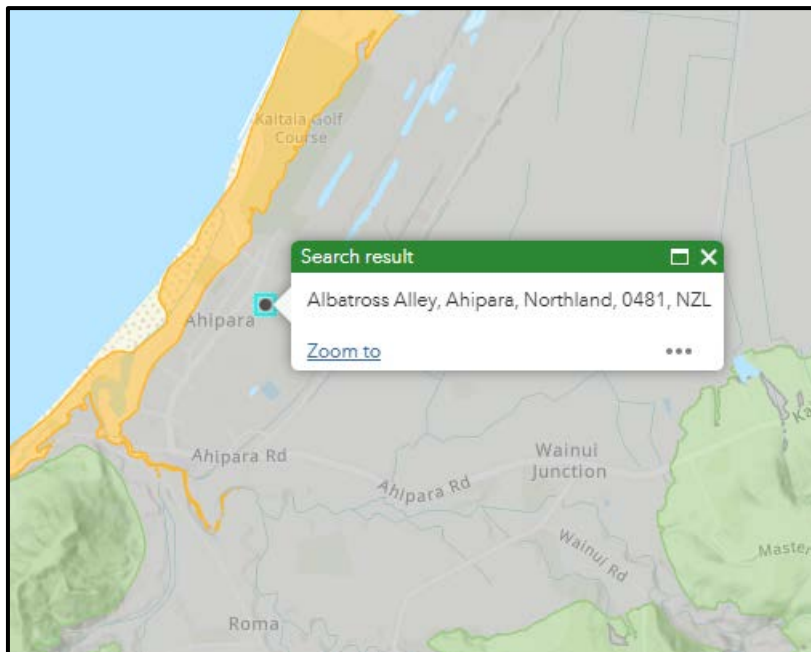 Kaitaia Golf
Course
Search result
Albatross Alley, Ahipara, Northland, 0481, NZL
Zoom to
Ahipara
Ahipara Rd
Ahipara Rd
Wainui
Junction
Wainui Rd
Roma